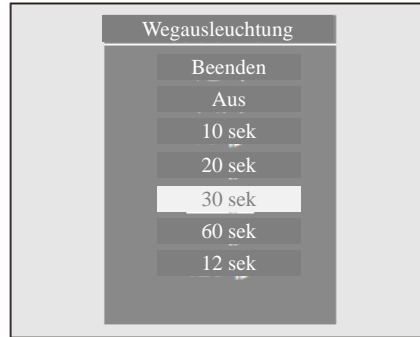 Wegausleuchtung
Beenden
Aus
10 sek
20 sek
30 sek
60 sek
12 sek